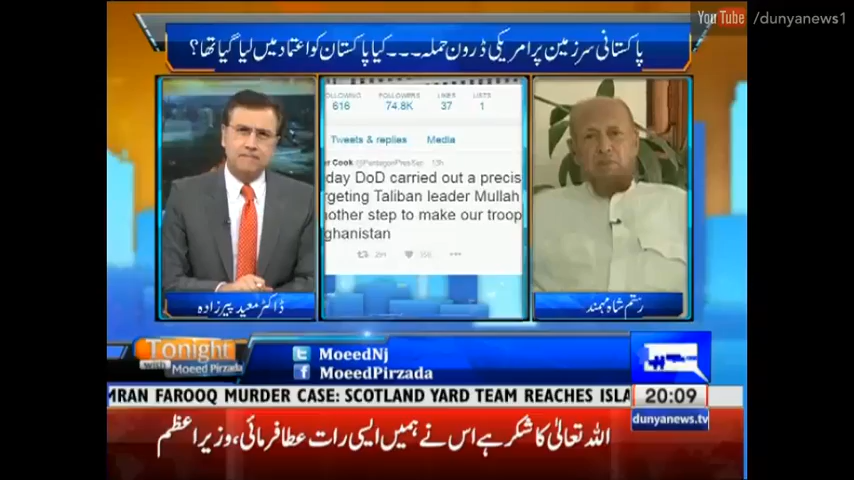 YouTube /dunyanews1
پاکستانی سرزمین پر امریکی ڈرون حملہ۔۔۔ کیا پاکستان کو اعتماد میں لیا گیا تھا؟
OLLOWING FOLLOWERS LIKES LISTS
616 74.8K 37 1
Tweets & replies Media
er Cook @PentagonPresSec 13h
day DoD carried out a precis
rgeting Taliban leader Mullah
nother step to make our troop
ghanistan
ڈاکٹر معید پیرزادہ
رستم شاہ مہمند
Tonight
with Moeed Pirzada
MoeedNj
MoeedPirzada
MRAN FAROOQ MURDER CASE: SCOTLAND YARD TEAM REACHES ISLA
20:09
dunyanews.tv
اللہ تعالیٰ کا شکر ہے اس نے ہمیں ایسی رات عطا فرمائی، وزیراعظم